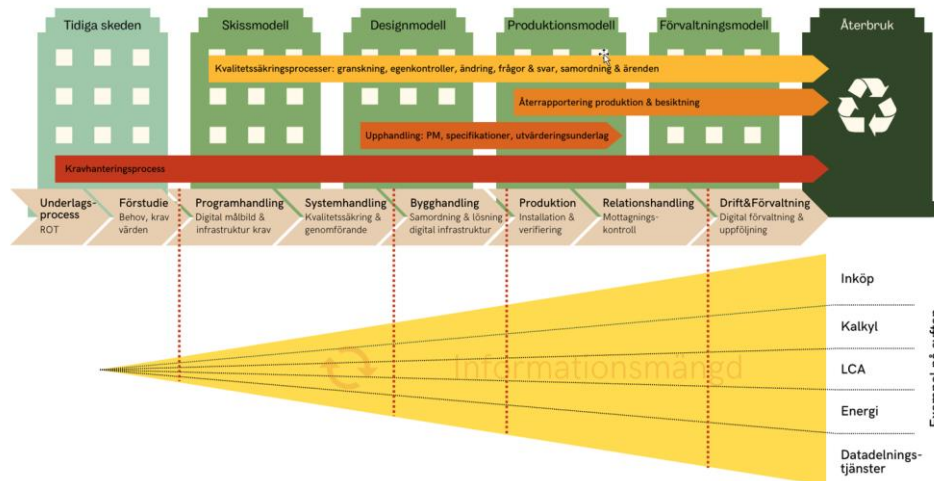 Tidiga skeden
Skissmodell
Designmodell
Produktionsmodell
Förvaltningsmodell
Återbruk
Kvalitetssäkringsprocesser: granskning, egenkontroller, ändring, frågor & svar, samordning & ärenden
Återrapportering produktion & besiktning
Upphandling: PM, specifikationer, utvärderingsunderlag
Kravhanteringsprocess
Underlags-
process
ROT
Förstudie
Behov, krav
värden
Programhandling
Digital målbild &
infrastruktur krav
Systemhandling
Kvalitetssäkring &
genomförande
Bygghandling
Samordning & lösning
digital infrastruktur
Produktion
Installation &
verifiering
Relationshandling
Mottagnings-
kontroll
Drift&Förvaltning
Digital förvaltning &
uppföljning
Informationsmängd
Inköp
Kalkyl
LCA
Energi
Datadelnings-
tjänster